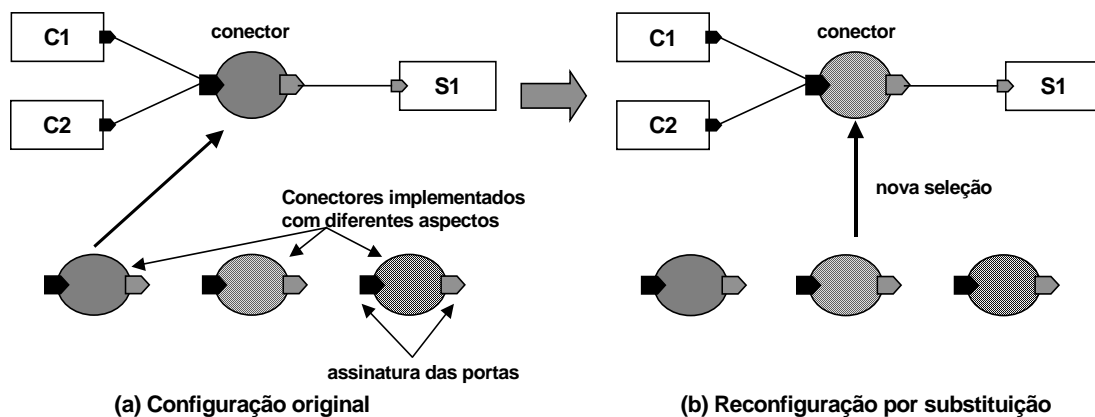 C1
conector
S1
C2
Conectores implementados
com diferentes aspectos
assinatura das portas
(a) Configuração original
C1
conector
S1
C2
nova seleção
(b) Reconfiguração por substituição